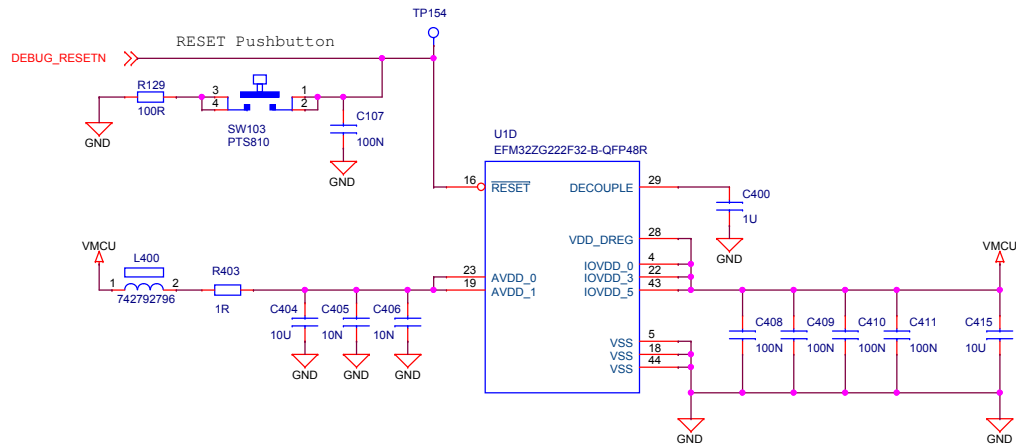 TP154
RESET Pushbutton
DEBUG_RESETN
R129
100R
GND
3
4
1
2
SW103
PTS810
C107
100N
GND
U1D
EFM32ZG222F32-B-QFP48R
16
RESET
DECOUPLE
29
C400
1U
GND
VDD_DREG
28
IOVDD_0
4
IOVDD_3
22
IOVDD_5
43
VMCU
VMCU
L400
1
2
742792796
R403
1R
23
AVDD_0
19
AVDD_1
C404
10U
GND
C405
10N
GND
C406
10N
GND
VSS
5
VSS
18
VSS
44
C408
100N
C409
100N
C410
100N
C411
100N
C415
10U
GND
GND